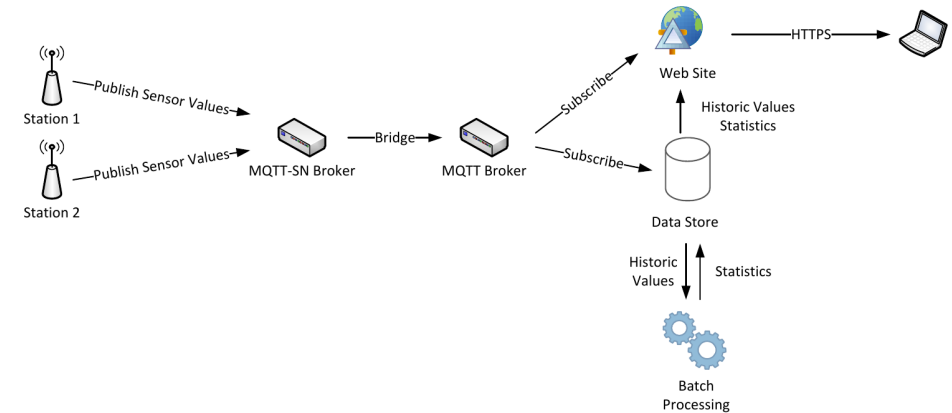 Station 1
Publish Sensor Values
Station 2
Publish Sensor Values
MQTT-SN Broker
Bridge
MQTT Broker
Subscribe
Subscribe
Web Site
HTTPS
Historic Values
Statistics
Data Store
Historic
Values
Statistics
Batch
Processing